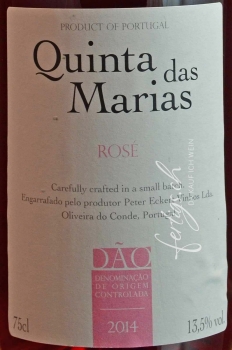 PRODUCT OF PORTUGAL
Quinta das
Marias
ROSÉ
Carefully crafted in a small batch.
Engarrafado pelo produtor Peter Eckert Vinhos Lda.
Oliveira do Conde, Portugal
DÃO
DENOMINAÇÃO
DE ORIGEM
CONTROLADA
75cl
2014
13,5% vol.